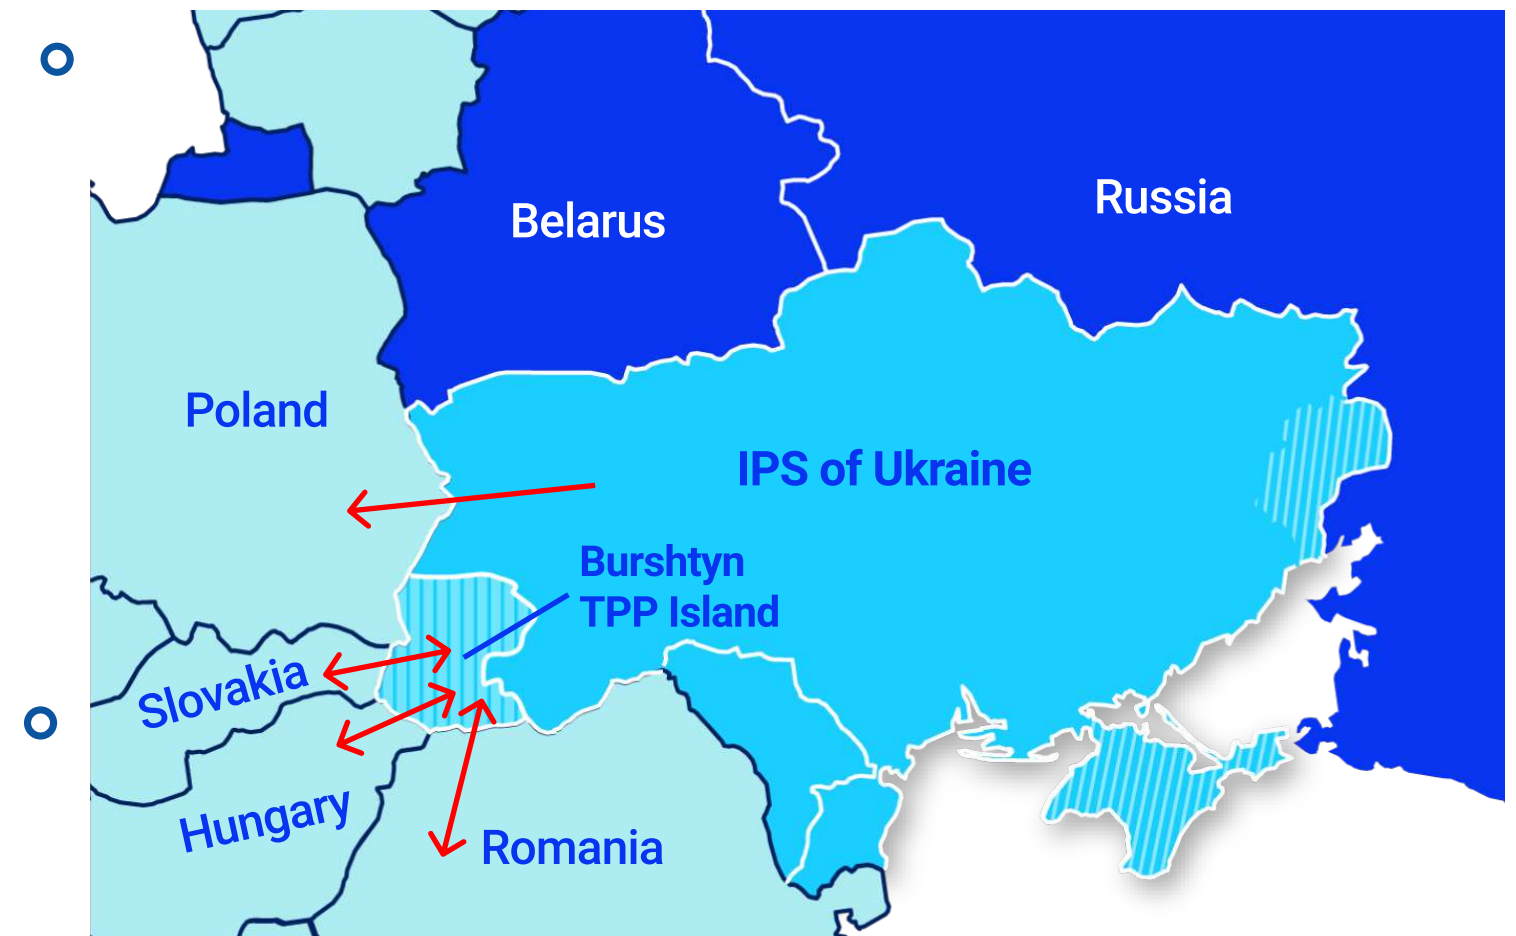 Russia
Belarus
Poland
IPS of Ukraine
Burshtyn
TPP Island
Slovakia
Hungary
Romania